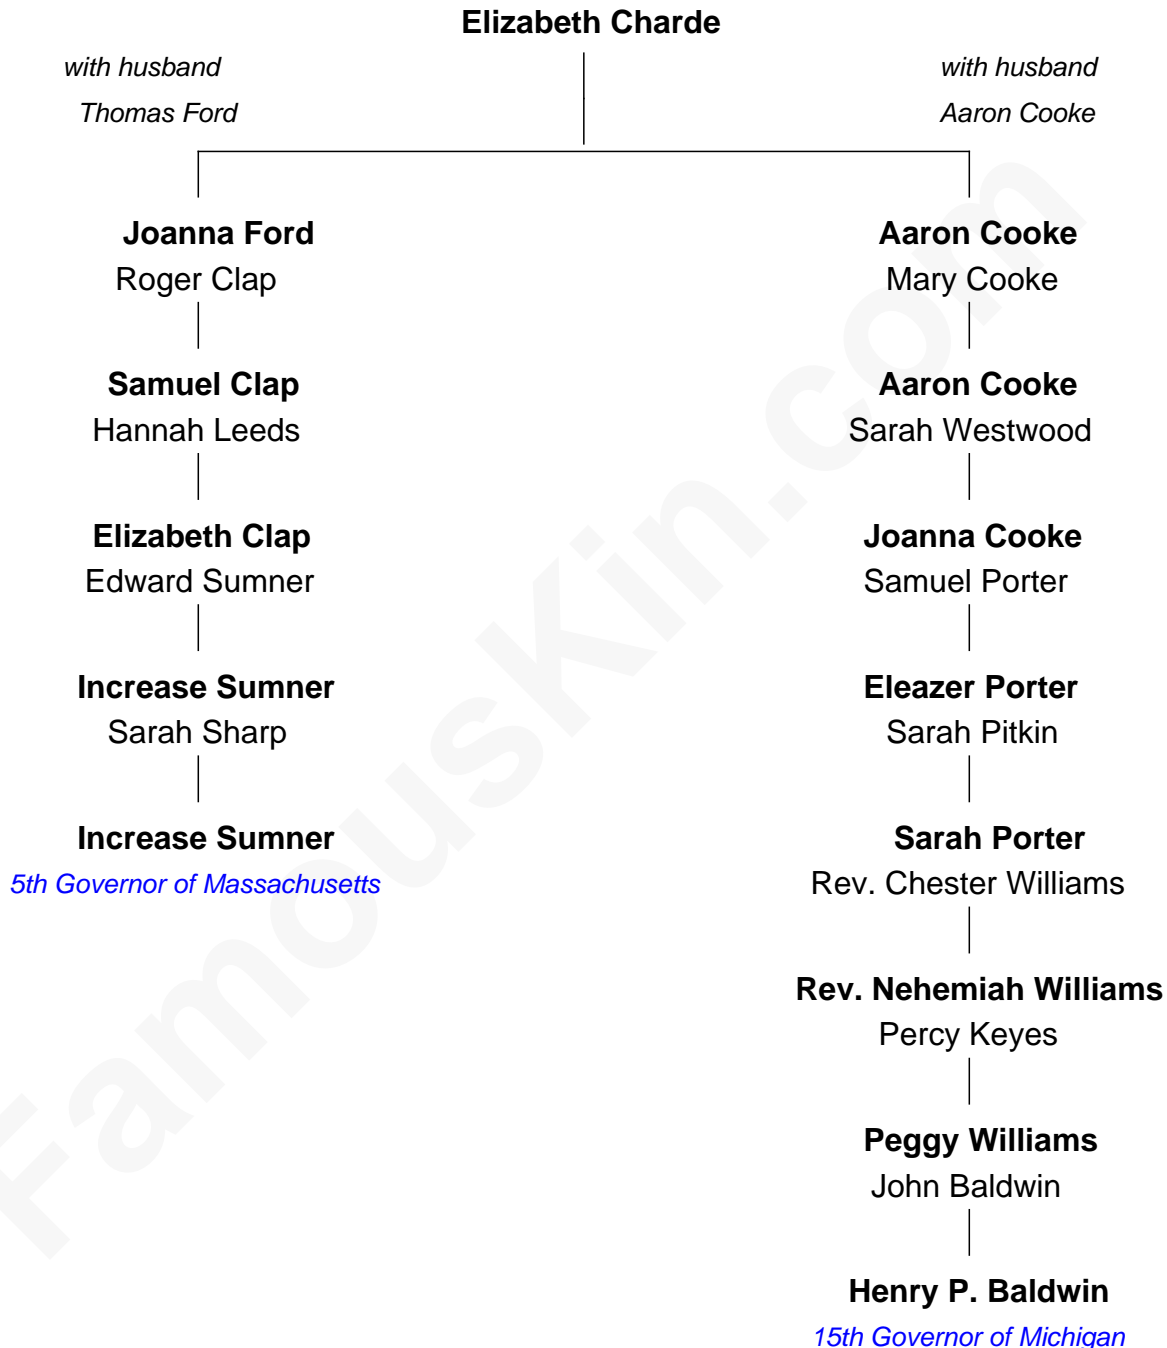 Elizabeth Charde
with husband
Thomas Ford
with husband
Aaron Cooke
Joanna Ford
Roger Clap
Aaron Cooke
Mary Cooke
Samuel Clap
Hannah Leeds
Aaron Cooke
Sarah Westwood
Elizabeth Clap
Edward Sumner
Joanna Cooke
Samuel Porter
Increase Sumner
Sarah Sharp
Eleazer Porter
Sarah Pitkin
Increase Sumner
5th Governor of Massachusetts
Sarah Porter
Rev. Chester Williams
Rev. Nehemiah Williams
Percy Keyes
Peggy Williams
John Baldwin
Henry P. Baldwin
15th Governor of Michigan
FamousKin.com